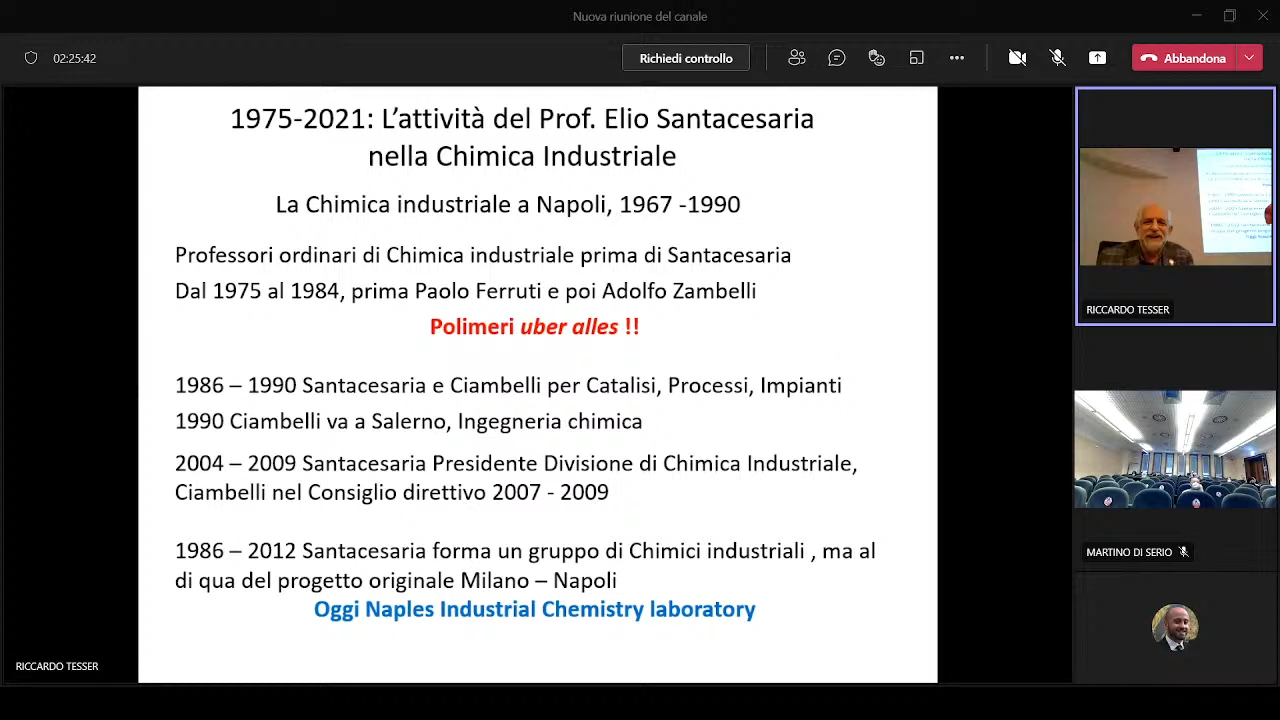 Nuova riunione del canale
02:25:42
Richiedi controllo
Abbandona
1975-2021: L'attività del Prof. Elio Santacesaria
nella Chimica Industriale
La Chimica industriale a Napoli, 1967 -1990
Professori ordinari di Chimica industriale prima di Santacesaria
Dal 1975 al 1984, prima Paolo Ferruti e poi Adolfo Zambelli
Polimeri uber alles !!
1986 – 1990 Santacesaria e Ciambelli per Catalisi, Processi, Impianti
1990 Ciambelli va a Salerno, Ingegneria chimica
2004 – 2009 Santacesaria Presidente Divisione di Chimica Industriale,
Ciambelli nel Consiglio direttivo 2007 - 2009
1986 – 2012 Santacesaria forma un gruppo di Chimici industriali , ma al
di qua del progetto originale Milano – Napoli
Oggi Naples Industrial Chemistry laboratory
RICCARDO TESSER
RICCARDO TESSER
MARTINO DI SERIO